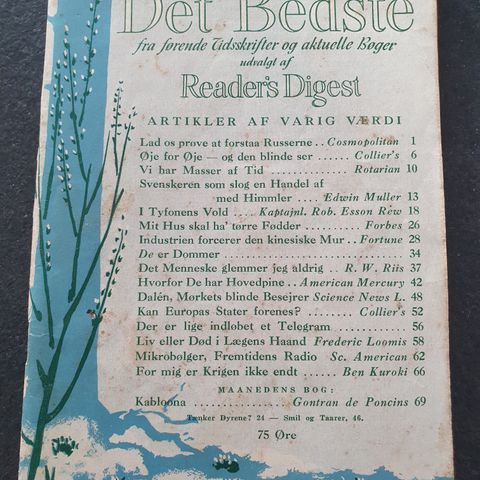 Det Bedste
fra førende Tidsskrifter og aktuelle Bøger
udvalgt af
Reader's Digest
ARTIKLER AF VARIG VÆRDI
Lad os prøve at forstaa Russerne .. Cosmopolitan 1
Øje for Øje — og den blinde ser ...... Collier's 6
Vi har Masser af Tid .............. Rotarian 10
Svenskeren som slog en Handel af
med Himmler .... Edwin Muller 13
I Tyfonens Vold .... Kaptajnl. Rob. Esson Rew 18
Mit Hus skal ha' tørre Fødder ........ Forbes 26
Industrien forcerer den kinesiske Mur .. Fortune 28
De er Dommer .......................... 34
Det Menneske glemmer jeg aldrig .. R. W. Riis 37
Hvorfor De har Hovedpine .. American Mercury 42
Dalén, Mørkets blinde Besejrer Science News L. 48
Kan Europas Stater forenes? ........ Collier's 52
Der er lige indløbet et Telegram ............ 56
Liv eller Død i Lægens Haand Frederic Loomis 58
Mikrobølger, Fremtidens Radio Sc. American 62
For mig er Krigen ikke endt ...... Ben Kuroki 66
MAANEDENS BOG:
Kabloona ................ Gontran de Poncins 69
Tænker Dyrene? 24 — Smil og Taarer, 46.
75 Øre